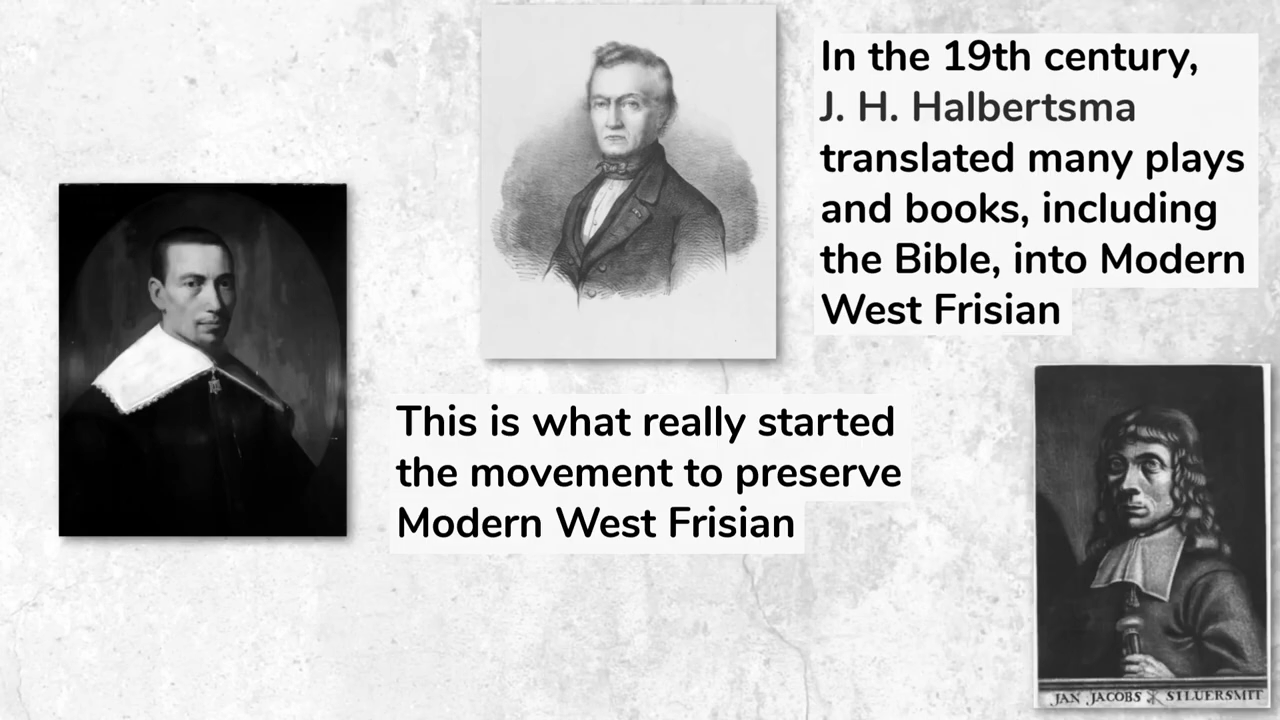 In the 19th century,
J. H. Halbertsma
translated many plays
and books, including
the Bible, into Modern
West Frisian
This is what really started
the movement to preserve
Modern West Frisian
JAN JACOBS SILUERSMIT